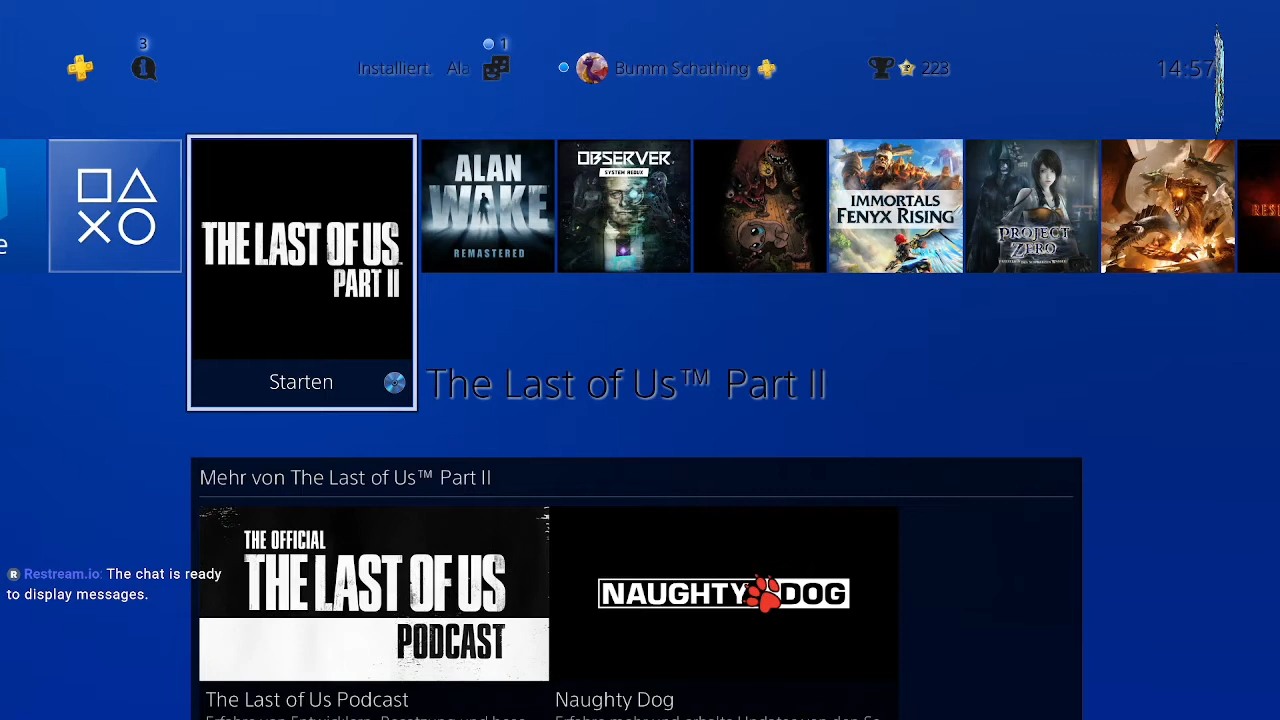 3
1
Installiert
Bumm Schathing
223
14:57
e
THE LAST OF US
PART II
ALAN
WAKE
REMASTERED
OBSERVER_
SYSTEM REDUX
IMMORTALS
FENYX RISING
PROJECT
ZERO
Starten
The Last of Us™ Part II
Mehr von The Last of Us™ Part II
THE OFFICIAL
THE LAST OF US
PODCAST
NAUGHTY DOG
Restream.io: The chat is ready
to display messages.
The Last of Us Podcast
Naughty Dog